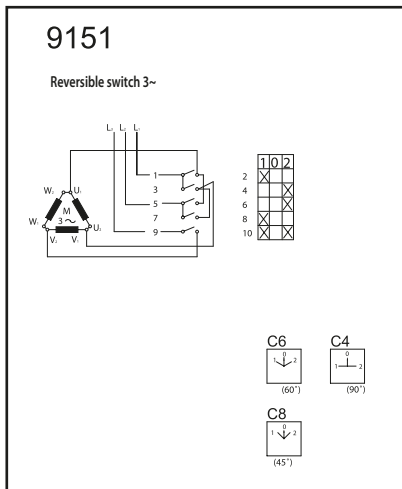 9151
Reversible switch 3~
L₃ L₂ L₁
1 0 2
1
2 X
3
4 X
W₂ U₁
5
6 X
M
3~
7
8 X
W₁ U₂
9
10 X X
V₂ V₁
C6 C4
0 0
1 2 1 2
(60°) (90°)
C8
0
1 2
(45°)